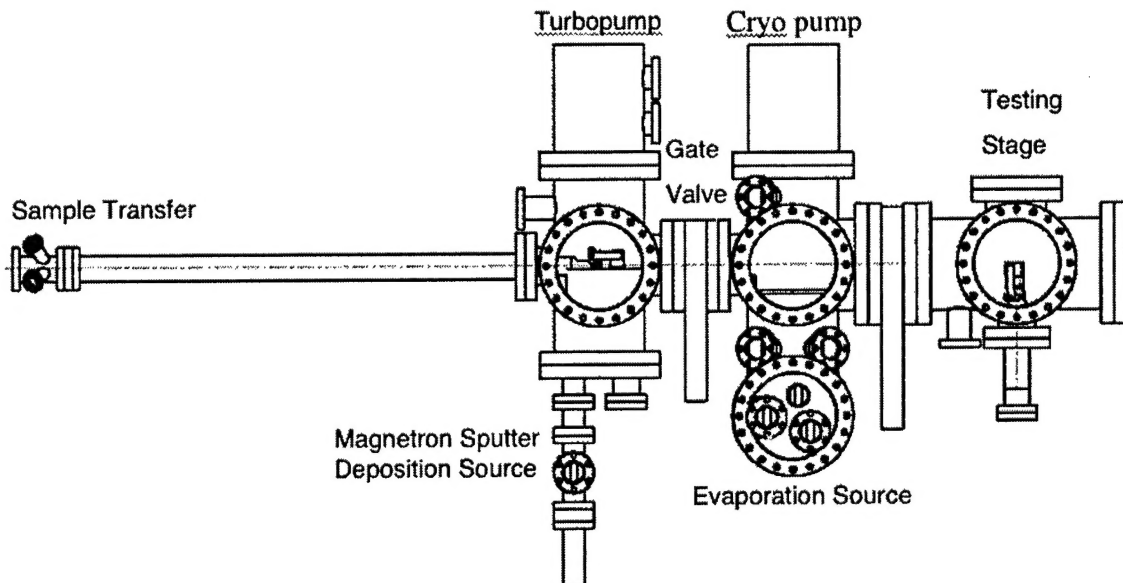 Turbopump
Cryo pump
Testing
Stage
Gate
Valve
Sample Transfer
Magnetron Sputter
Deposition Source
Evaporation Source